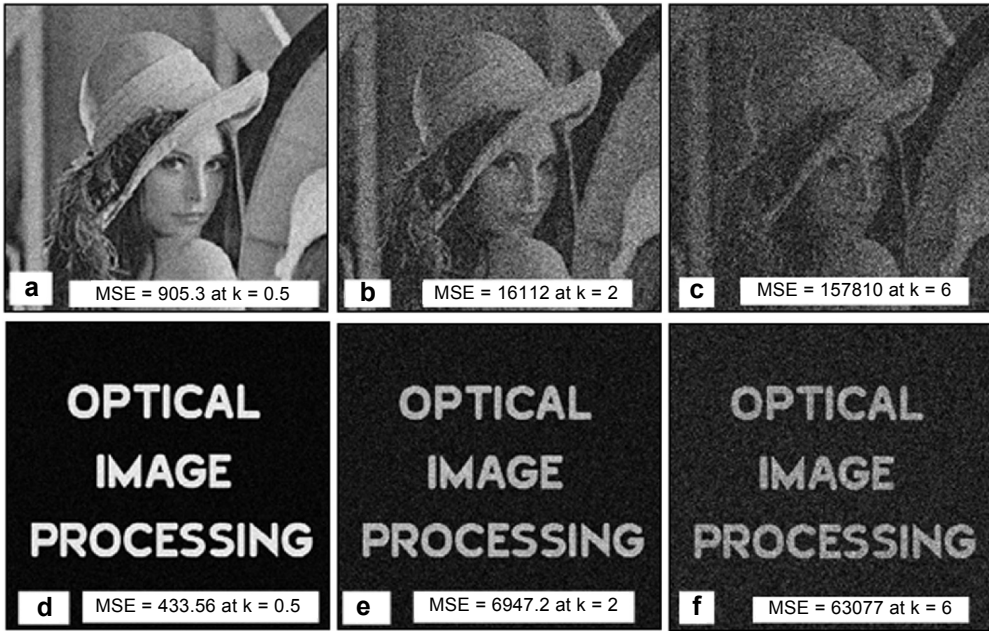 a
MSE = 905.3 at k = 0.5
b
MSE = 16112 at k = 2
c
MSE = 157810 at k = 6
OPTICAL
IMAGE
PROCESSING
d
MSE = 433.56 at k = 0.5
OPTICAL
IMAGE
PROCESSING
e
MSE = 6947.2 at k = 2
OPTICAL
IMAGE
PROCESSING
f
MSE = 63077 at k = 6